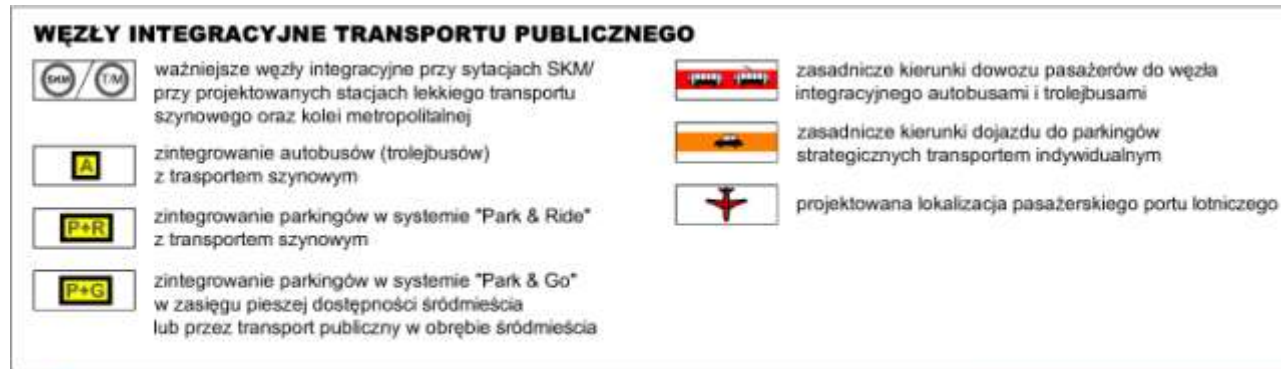 WĘZŁY INTEGRACYJNE TRANSPORTU PUBLICZNEGO
SKM / T/M
ważniejsze węzły integracyjne przy sytacjach SKM/
przy projektowanych stacjach lekkiego transportu
szynowego oraz kolei metropolitalnej
A
zintegrowanie autobusów (trolejbusów)
z trasportem szynowym
P+R
zintegrowanie parkingów w systemie "Park & Ride"
z transportem szynowym
P+G
zintegrowanie parkingów w systemie "Park & Go"
w zasięgu pieszej dostępności śródmieścia
lub przez transport publiczny w obrębie śródmieścia
zasadnicze kierunki dowozu pasażerów do węzła
integracyjnego autobusami i trolejbusami
zasadnicze kierunki dojazdu do parkingów
strategicznych transportem indywidualnym
projektowana lokalizacja pasażerskiego portu lotniczego